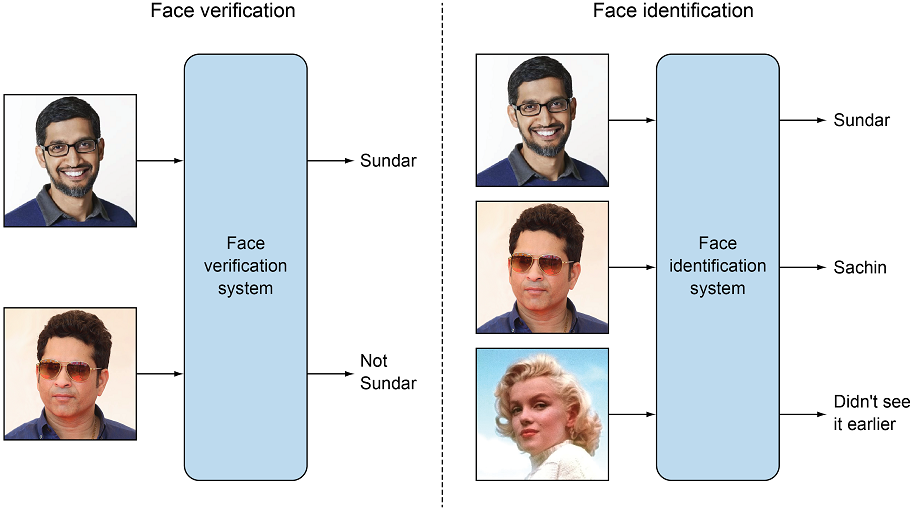 Face verification
Face
verification
system
Sundar
Not
Sundar
Face identification
Face
identification
system
Sundar
Sachin
Didn't see
it earlier